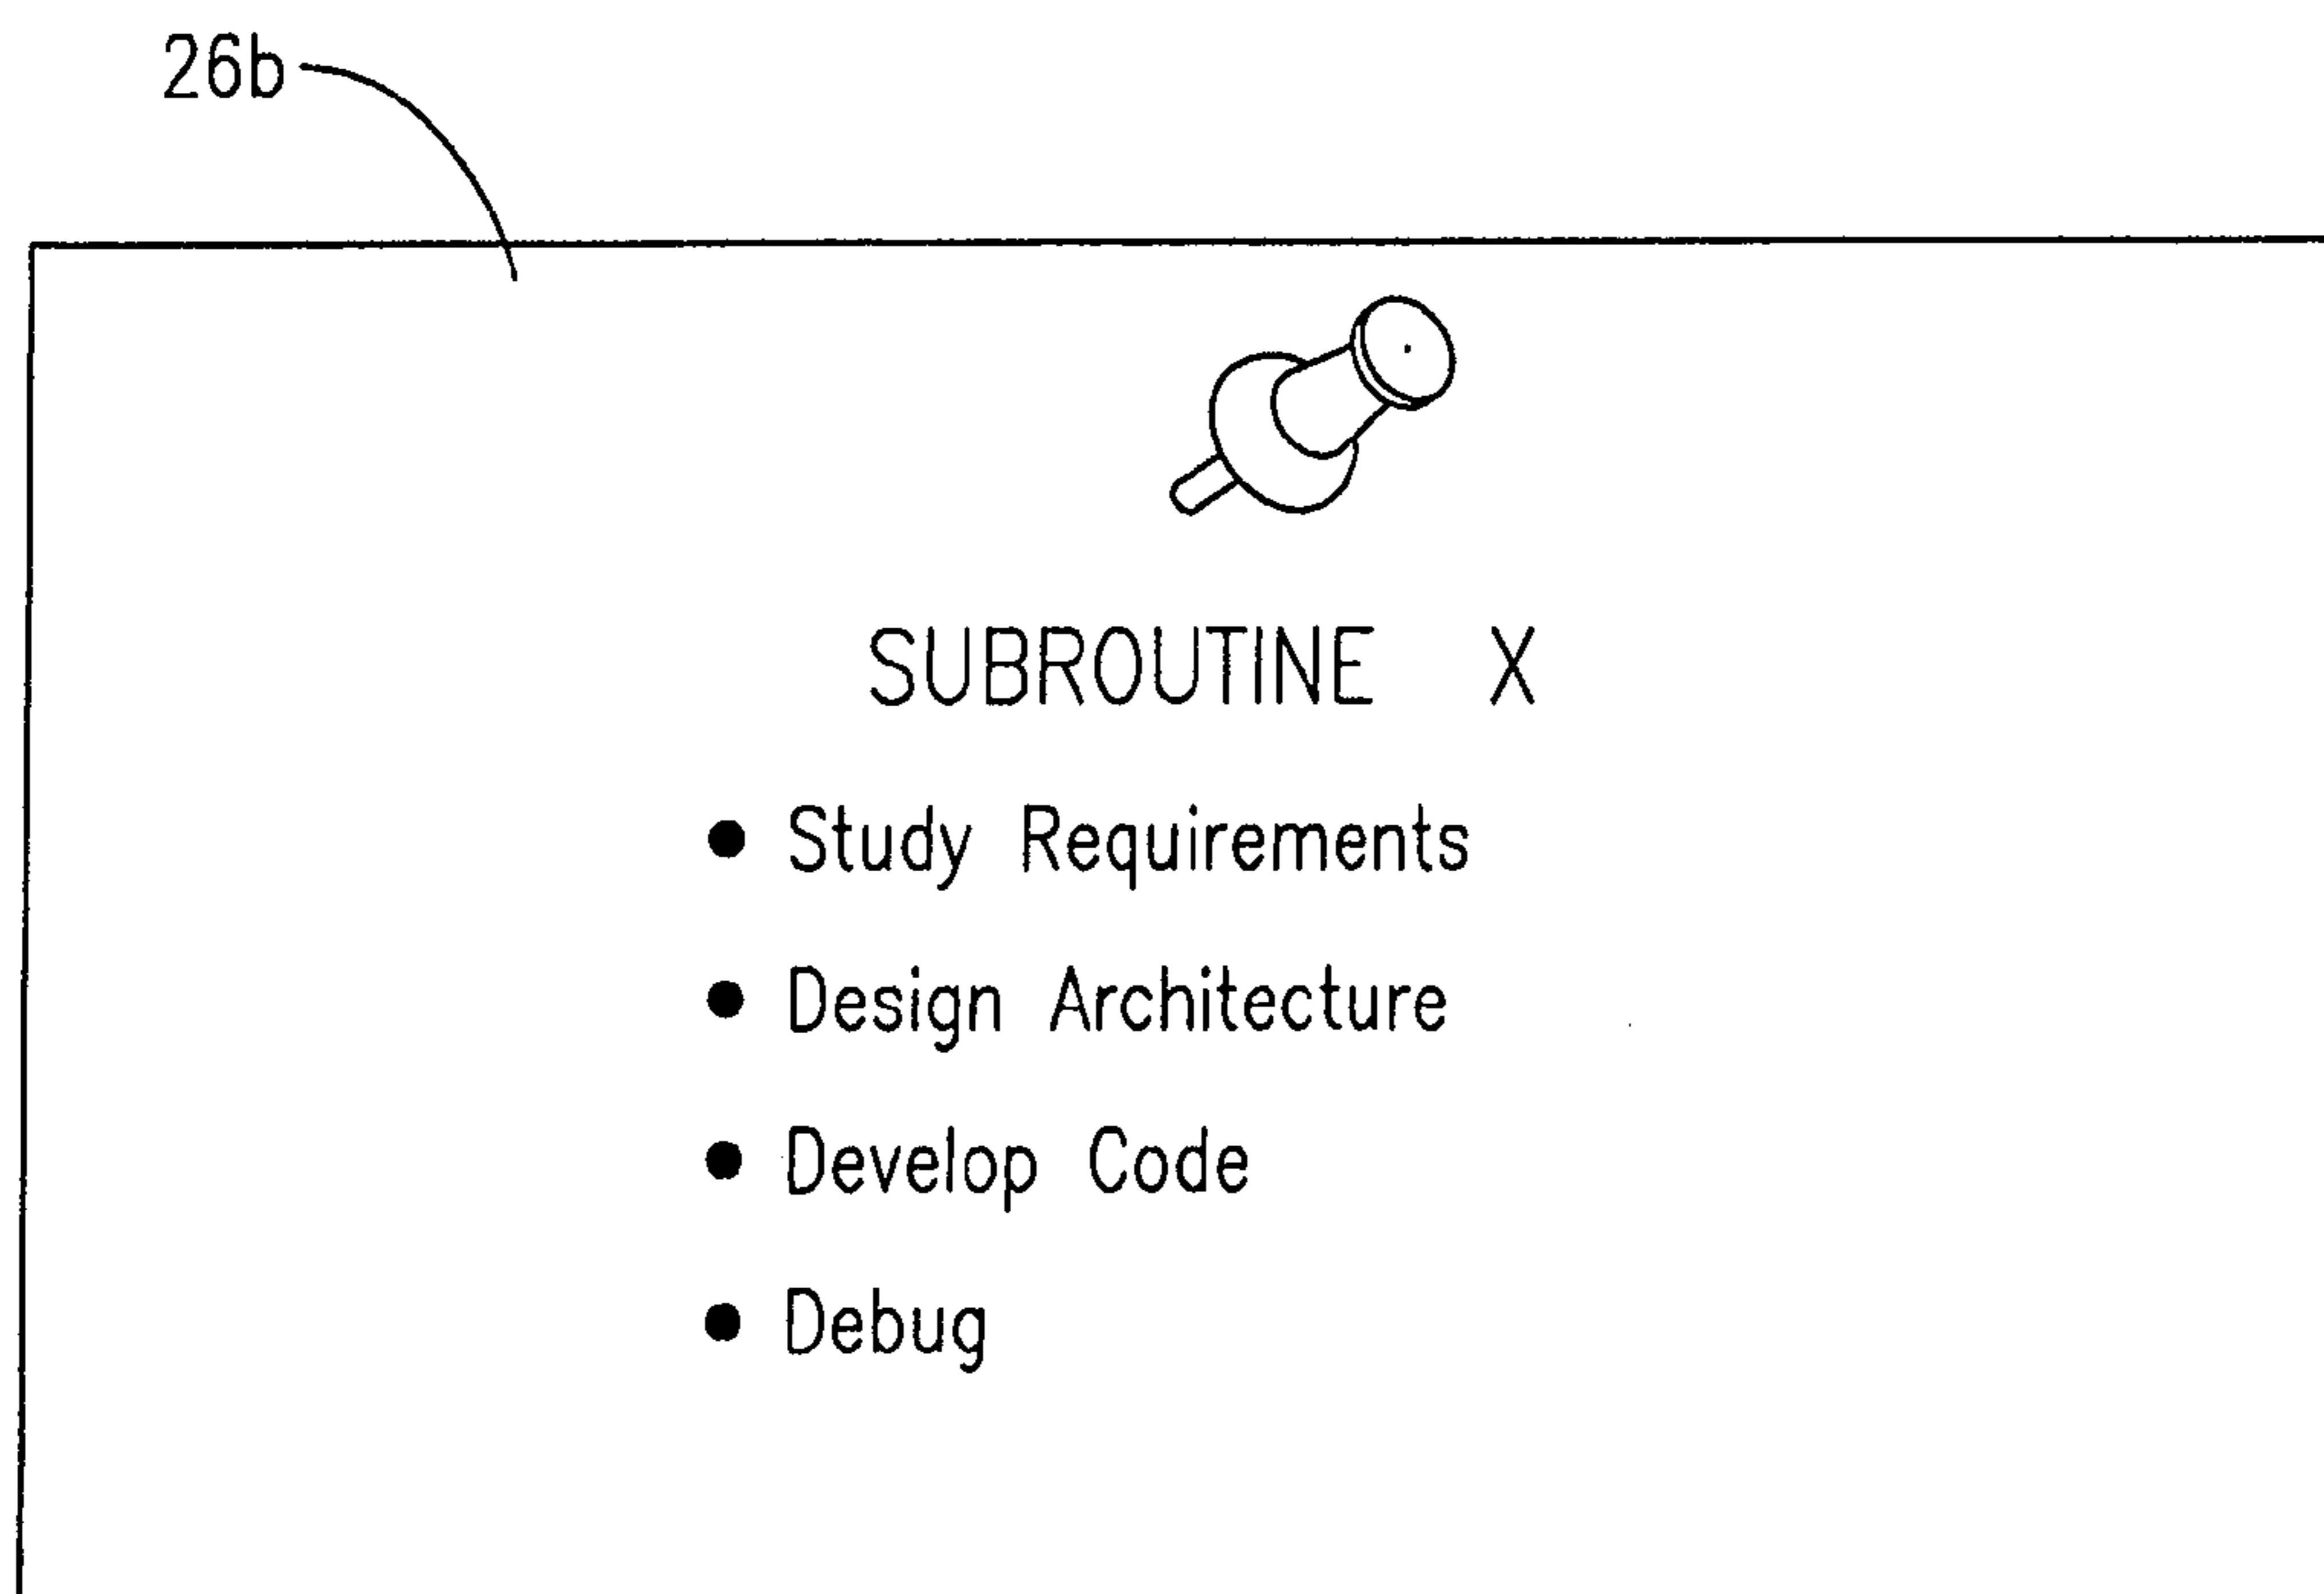 26b
SUBROUTINE X
● Study Requirements
● Design Architecture
● Develop Code
● Debug